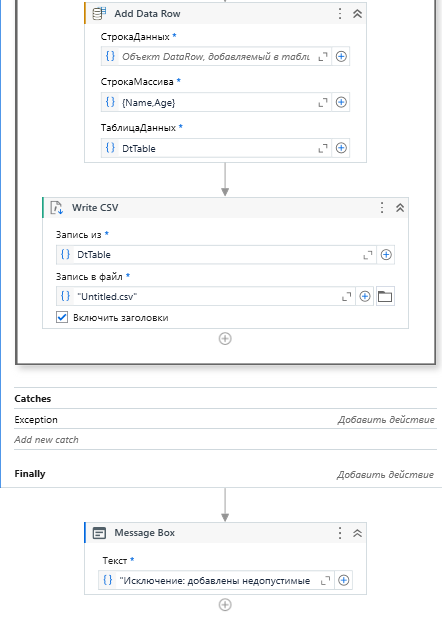 Add Data Row
СтрокаДанных *
Объект DataRow, добавляемый в табли
СтрокаМассива *
{Name,Age}
ТаблицаДанных *
DtTable
Write CSV
Запись из *
DtTable
Запись в файл *
"Untitled.csv"
Включить заголовки
Catches
Exception Добавить действие
Add new catch
Finally Добавить действие
Message Box
Текст *
"Исключение: добавлены недопустимые